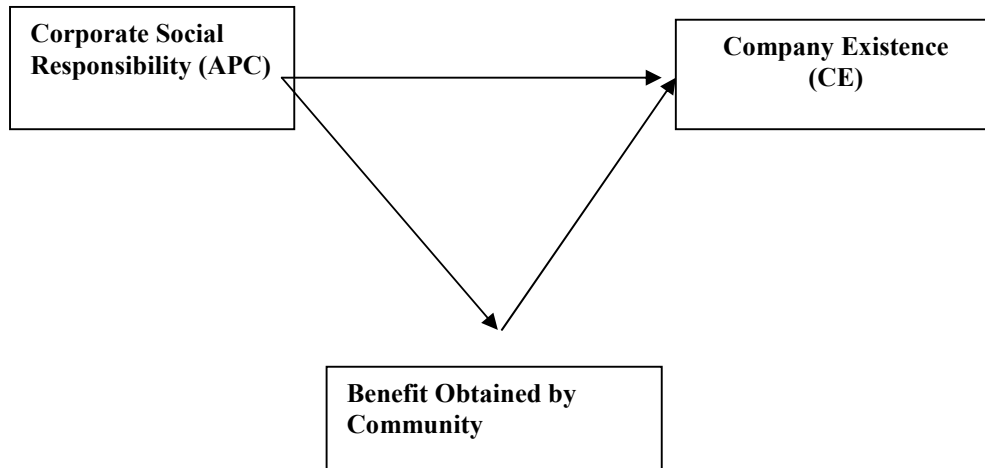 Corporate Social
Responsibility (APC)
Company Existence
(CE)
Benefit Obtained by
Community